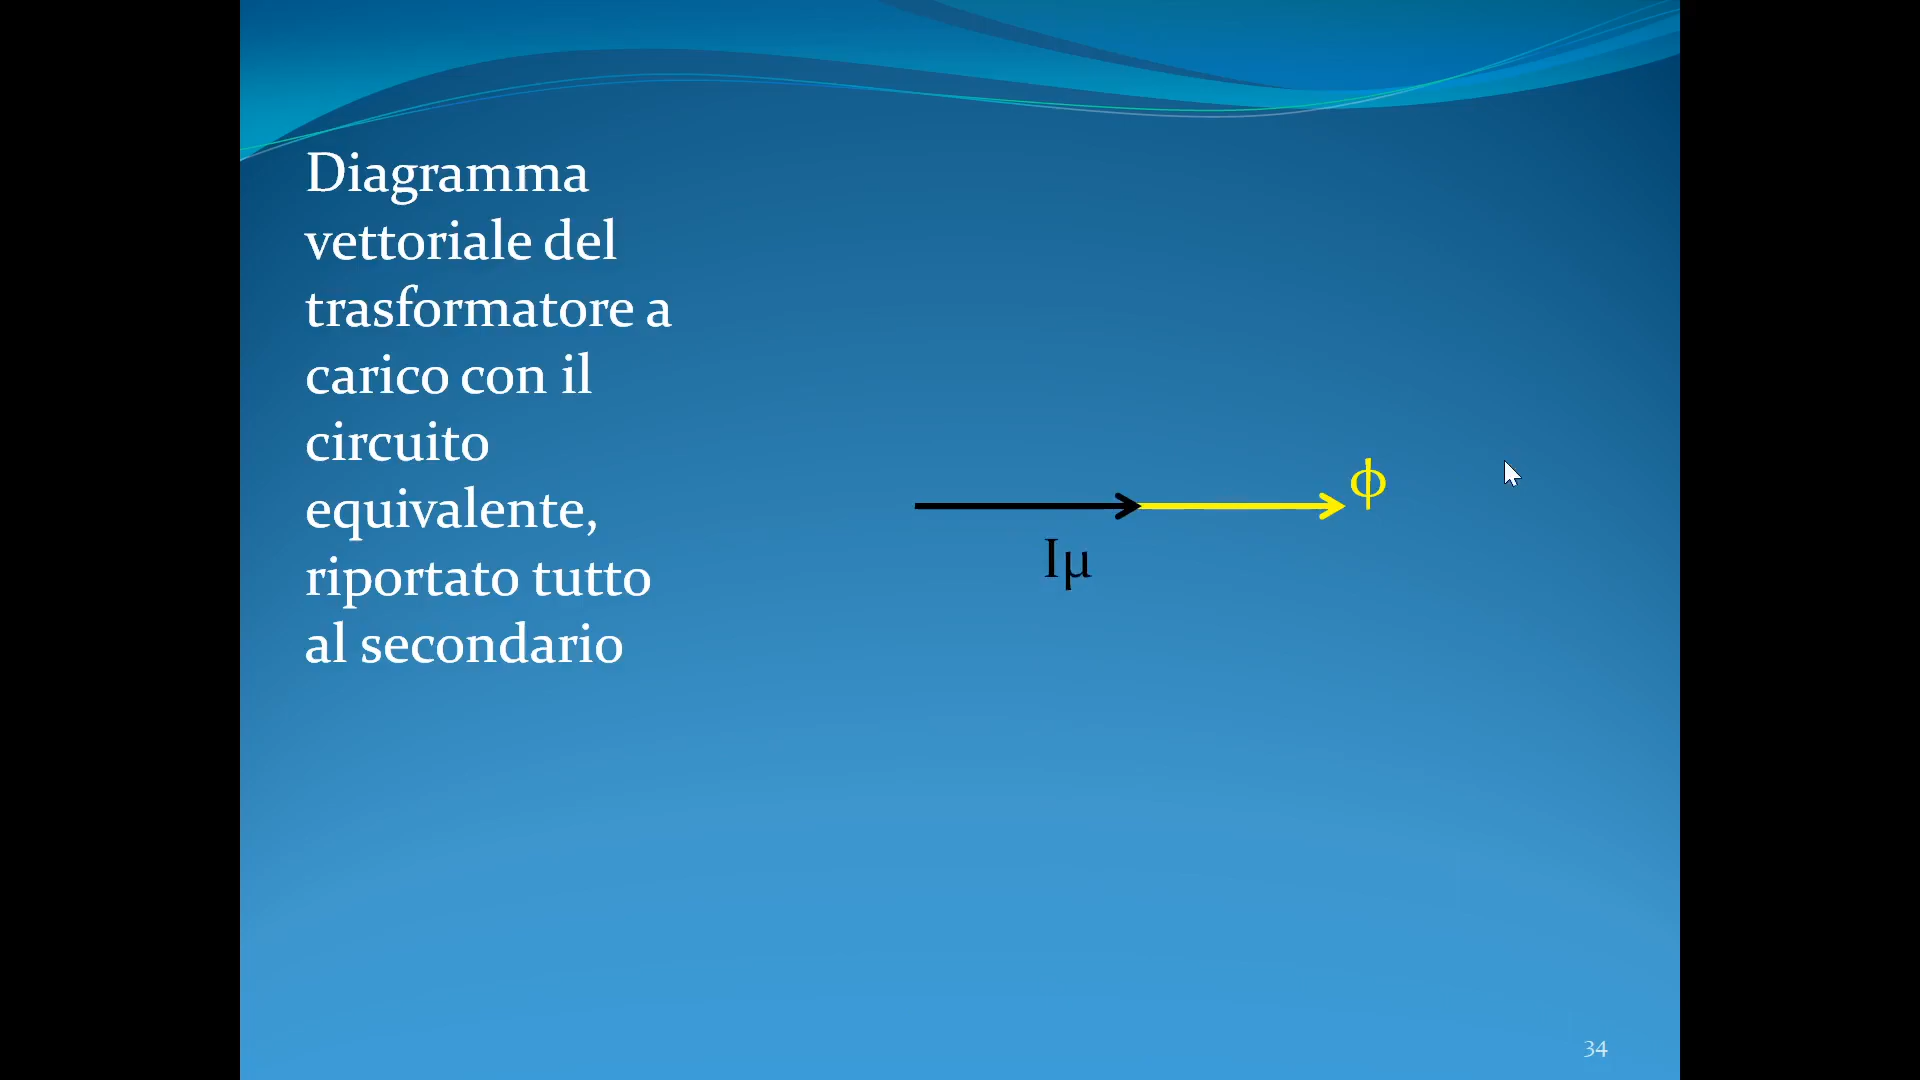 Diagramma
vettoriale del
trasformatore a
carico con il
circuito
equivalente,
riportato tutto
al secondario
ϕ
Iμ
34